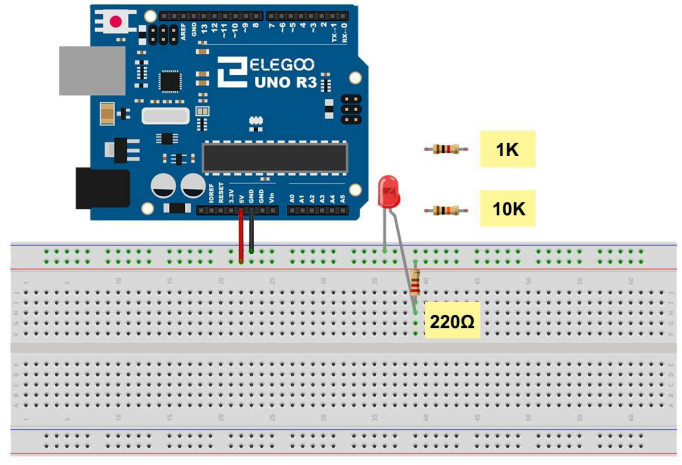 AREF
GND
13
12
~11
~10
~9
8
7
~6
~5
4
~3
2
TX→1
RX←0
ELEGOO
UNO R3
IOREF
RESET
3.3V
5V
GND
GND
Vin
A0
A1
A2
A3
A4
A5
1K
10K
220Ω